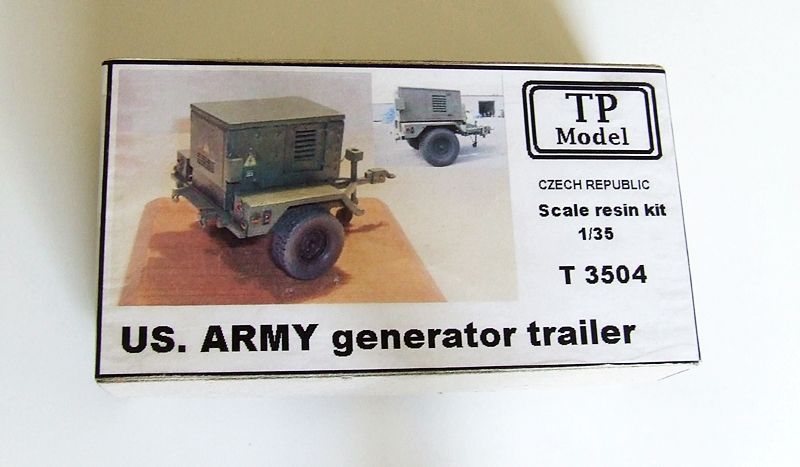 TP
Model
CZECH REPUBLIC
Scale resin kit
1/35
T 3504
US. ARMY generator trailer